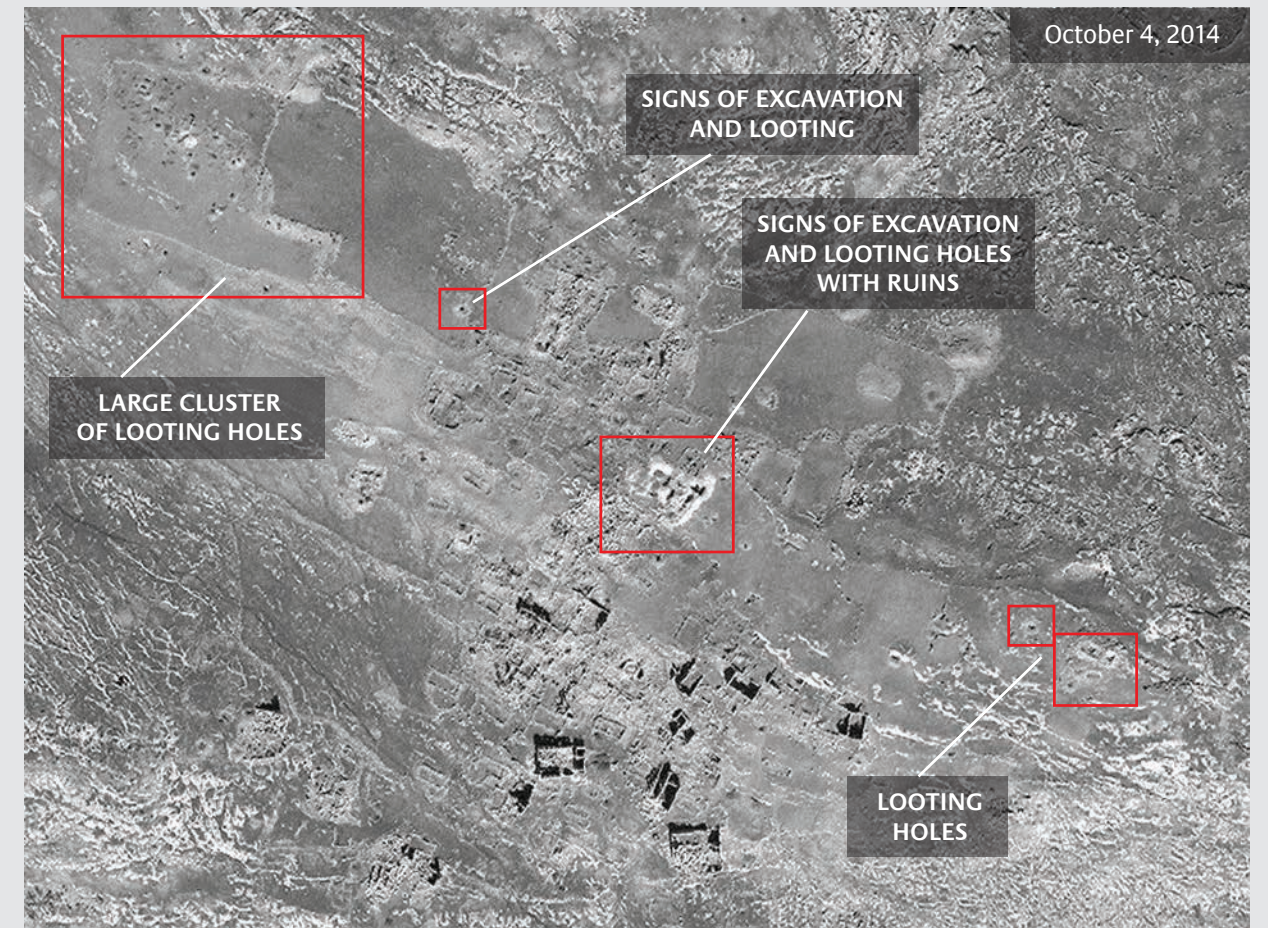 October 4, 2014
SIGNS OF EXCAVATION
AND LOOTING
SIGNS OF EXCAVATION
AND LOOTING HOLES
WITH RUINS
LARGE CLUSTER
OF LOOTING HOLES
LOOTING
HOLES